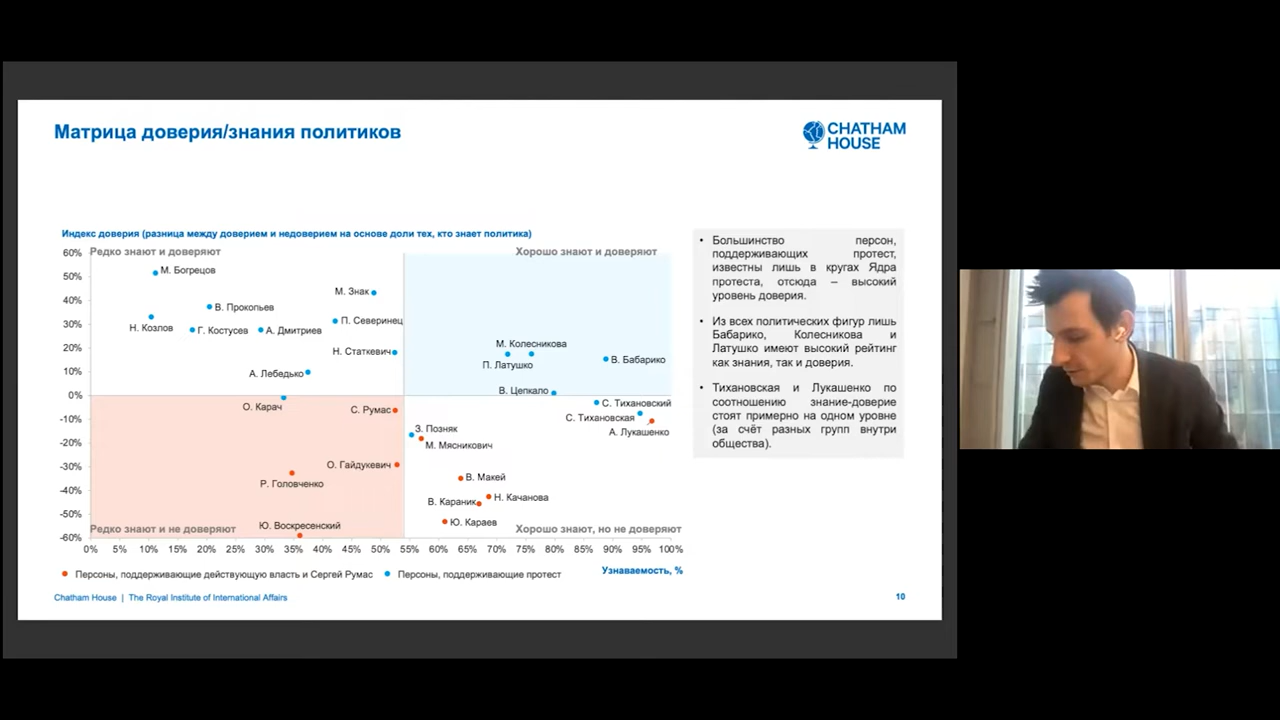 Матрица доверия/знания политиков
CHATHAM
HOUSE
Индекс доверия (разница между доверием и недоверием на основе доли тех, кто знает политика)
Редко знают и доверяют
Хорошо знают и доверяют
60%
50%
40%
30%
20%
10%
0%
-10%
-20%
-30%
-40%
-50%
-60%
М. Богрецов
М. Знак
В. Прокопьев
Н. Козлов
Г. Костусев
А. Дмитриев
П. Северинец
Н. Статкевич
М. Колесникова
П. Латушко
В. Бабарико
А. Лебедько
В. Цепкало
О. Карач
С. Румас
С. Тихановский
С. Тихановская
А. Лукашенко
З. Позняк
М. Мясникович
О. Гайдукевич
Р. Головченко
В. Макей
В. Караник
Н. Качанова
Ю. Караев
Ю. Воскресенский
Редко знают и не доверяют
Хорошо знают, но не доверяют
0% 5% 10% 15% 20% 25% 30% 35% 40% 45% 50% 55% 60% 65% 70% 75% 80% 85% 90% 95% 100%
Узнаваемость, %
Персоны, поддерживающие действующую власть и Сергей Румас
Персоны, поддерживающие протест
• Большинство персон,
поддерживающих протест,
известны лишь в кругах Ядра
протеста, отсюда – высокий
уровень доверия.
• Из всех политических фигур лишь
Бабарико, Колесникова и
Латушко имеют высокий рейтинг
как знания, так и доверия.
• Тихановская и Лукашенко по
соотношению знание-доверие
стоят примерно на одном уровне
(за счёт разных групп внутри
общества).
Chatham House | The Royal Institute of International Affairs
10